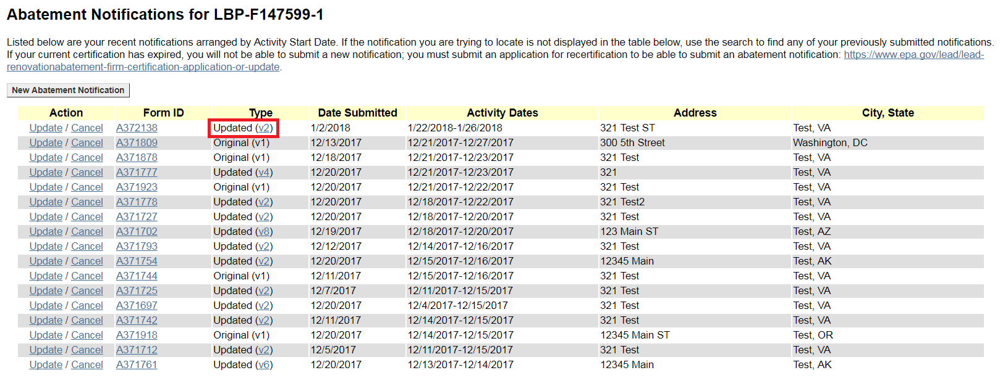 Abatement Notifications for LBP-F147599-1
Listed below are your recent notifications arranged by Activity Start Date. If the notification you are trying to locate is not displayed in the table below, use the search to find any of your previously submitted notifications.
If your current certification has expired, you will not be able to submit a new notification; you must submit an application for recertification to be able to submit an abatement notification: https://www.epa.gov/lead/lead-
renovationabatement-firm-certification-application-or-update.
New Abatement Notification
Action Form ID Type Date Submitted Activity Dates Address City, State
Update / Cancel A372138 Updated (v2) 1/2/2018 1/22/2018-1/26/2018 321 Test ST Test, VA
Update / Cancel A371809 Original (v1) 12/13/2017 12/21/2017-12/27/2017 300 5th Street Washington, DC
Update / Cancel A371878 Original (v1) 12/18/2017 12/21/2017-12/23/2017 321 Test Test, VA
Update / Cancel A371777 Updated (v4) 12/20/2017 12/21/2017-12/23/2017 321 Test, VA
Update / Cancel A371923 Original (v1) 12/20/2017 12/21/2017-12/22/2017 321 Test Test, VA
Update / Cancel A371778 Updated (v2) 12/20/2017 12/18/2017-12/22/2017 321 Test2 Test, VA
Update / Cancel A371727 Updated (v2) 12/20/2017 12/18/2017-12/20/2017 321 Test Test, VA
Update / Cancel A371702 Updated (v8) 12/19/2017 12/18/2017-12/20/2017 123 Main ST Test, AZ
Update / Cancel A371793 Updated (v2) 12/12/2017 12/14/2017-12/16/2017 321 Test Test, VA
Update / Cancel A371754 Updated (v2) 12/20/2017 12/15/2017-12/16/2017 12345 Main Test, AK
Update / Cancel A371744 Original (v1) 12/11/2017 12/15/2017-12/16/2017 321 Test Test, VA
Update / Cancel A371725 Updated (v2) 12/7/2017 12/11/2017-12/15/2017 321 Test Test, VA
Update / Cancel A371697 Updated (v2) 12/20/2017 12/4/2017-12/15/2017 321 Test Test, VA
Update / Cancel A371742 Updated (v2) 12/11/2017 12/14/2017-12/15/2017 321 Test Test, VA
Update / Cancel A371918 Original (v1) 12/20/2017 12/14/2017-12/15/2017 12345 Main ST Test, OR
Update / Cancel A371712 Updated (v2) 12/5/2017 12/11/2017-12/15/2017 321 Test Test, VA
Update / Cancel A371761 Updated (v6) 12/20/2017 12/13/2017-12/14/2017 12345 Main Test, AK